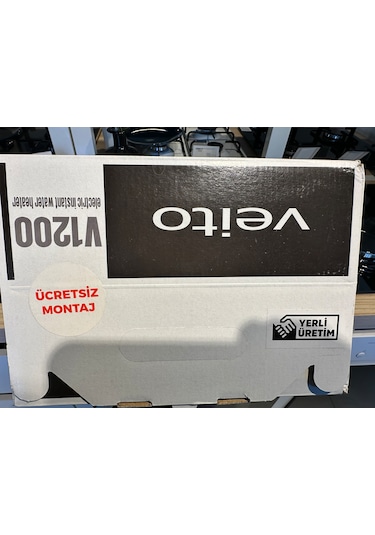 veito
V1200
electric instant water heater
ÜCRETSİZ
MONTAJ
YERLİ
ÜRETİM